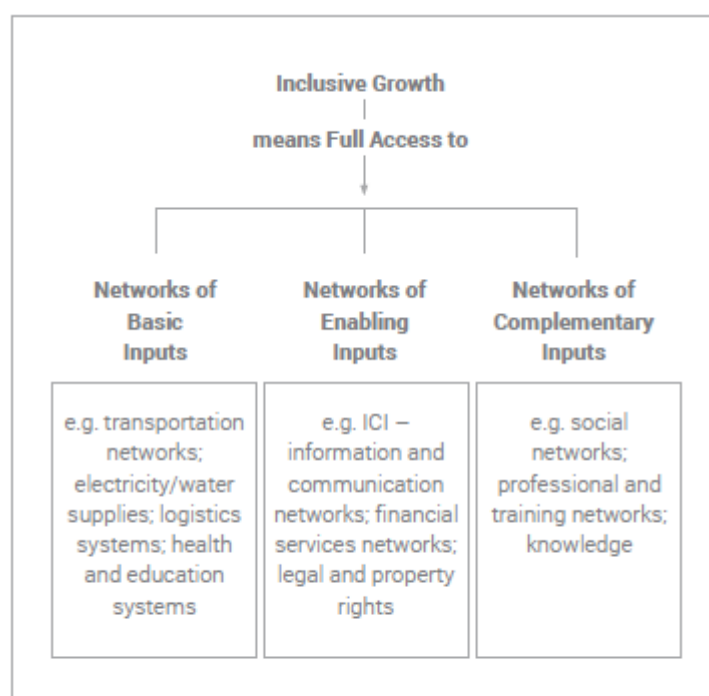 Inclusive Growth
means Full Access to
Networks of
Basic
Inputs
e.g. transportation
networks;
electricity/water
supplies; logistics
systems; health
and education
systems
Networks of
Enabling
Inputs
e.g. ICI –
information and
communication
networks; financial
services networks;
legal and property
rights
Networks of
Complementary
Inputs
e.g. social
networks;
professional and
training networks;
knowledge